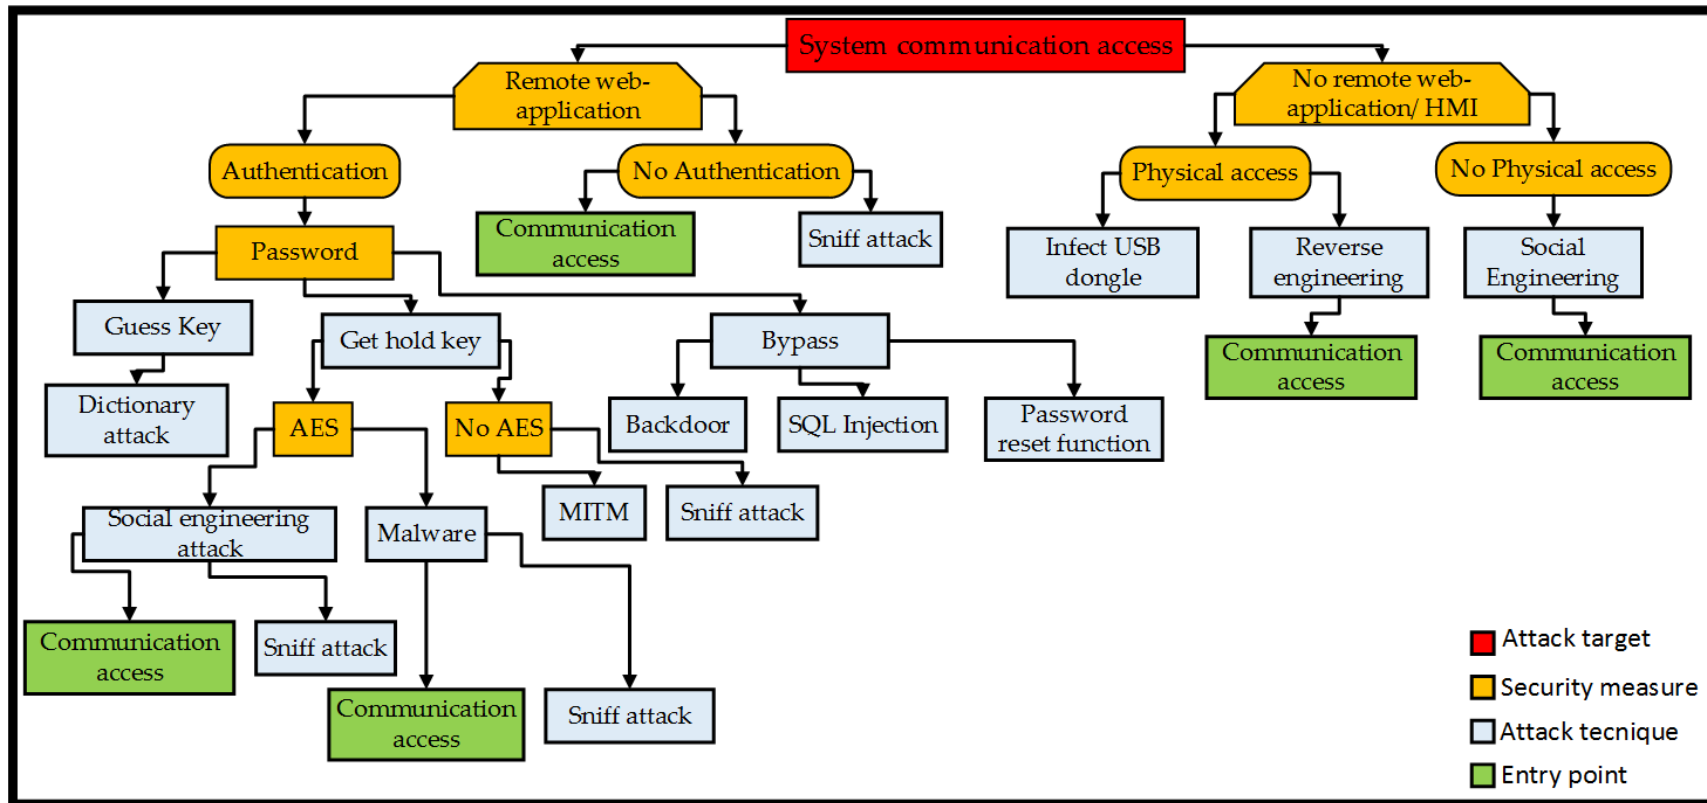 System communication access
Remote web-
application
No remote web-
application/ HMI
Authentication
No Authentication
Physical access
No Physical access
Password
Communication
access
Sniff attack
Infect USB
dongle
Reverse
engineering
Social
Engineering
Guess Key
Get hold key
Bypass
Communication
access
Communication
access
Dictionary
attack
AES
No AES
Backdoor
SQL Injection
Password
reset function
Social engineering
attack
Malware
MITM
Sniff attack
Communication
access
Sniff attack
Communication
access
Sniff attack
Attack target
Security measure
Attack tecnique
Entry point